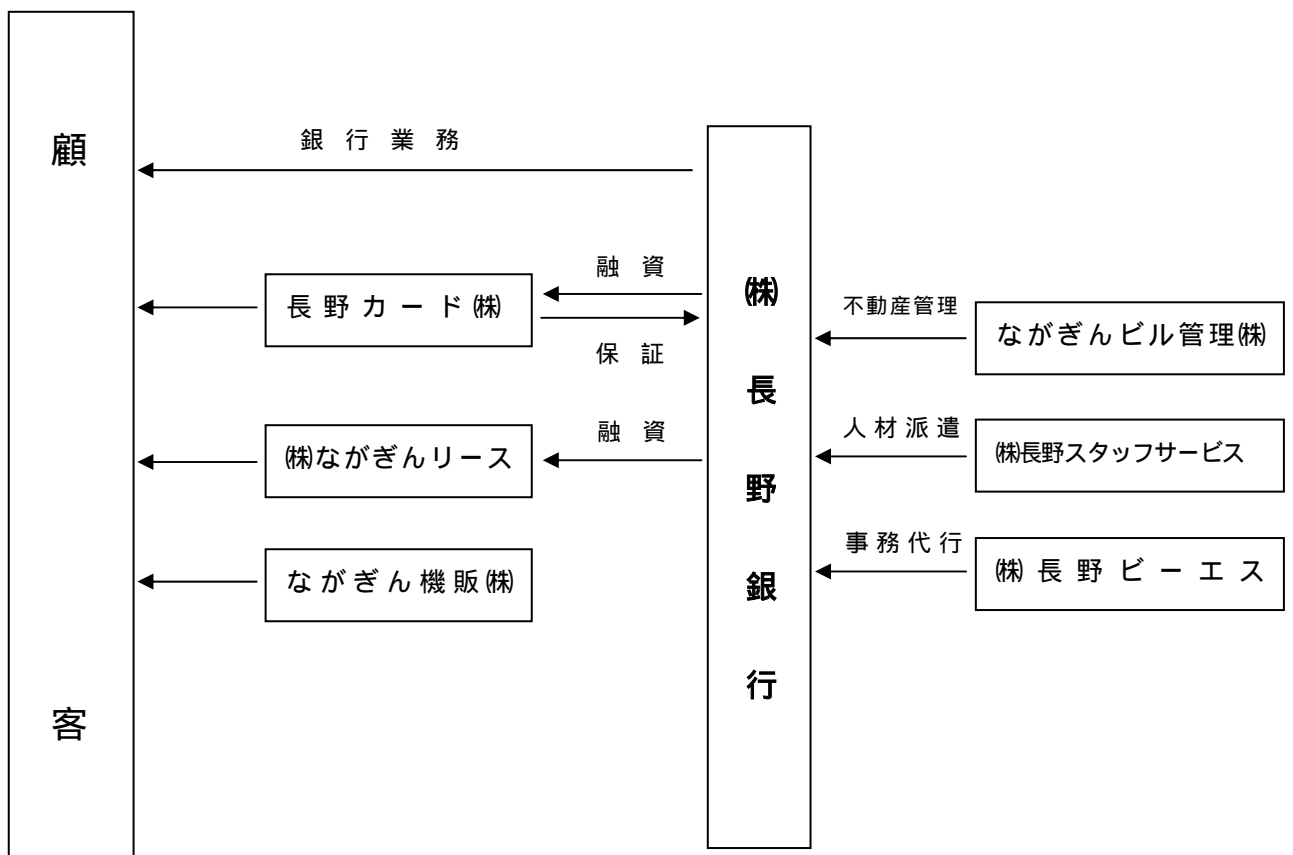 顧客
銀行業務
長野カード㈱
融資
保証
㈱ながぎんリース
融資
ながぎん機販㈱
㈱長野銀行
不動産管理
ながぎんビル管理㈱
人材派遣
㈱長野スタッフサービス
事務代行
㈱長野ビーエス